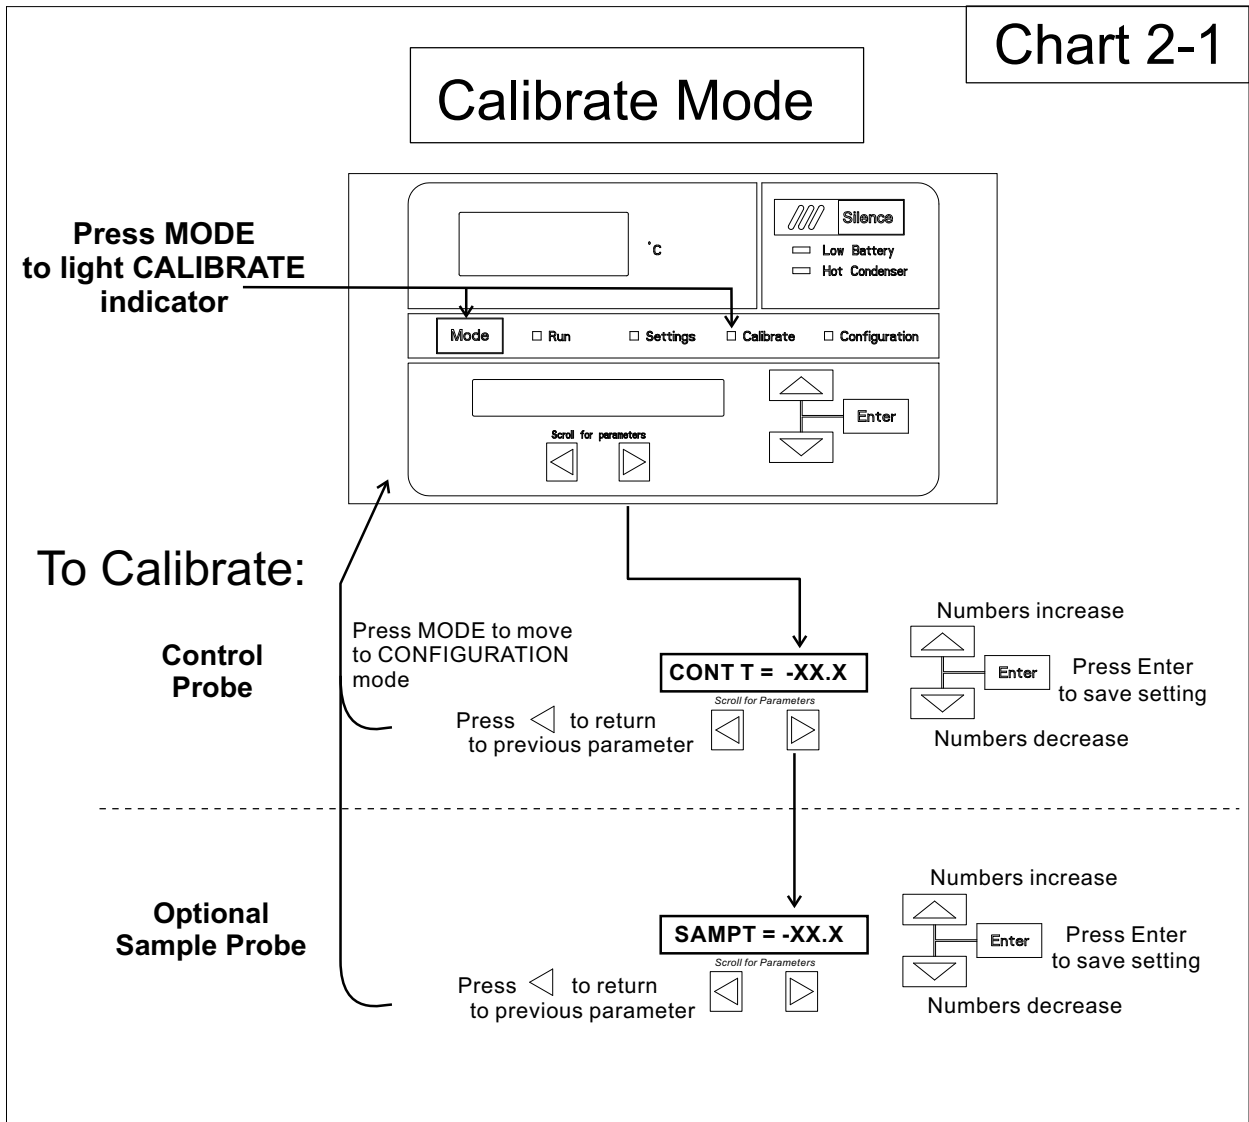 Chart 2-1
Calibrate Mode
Press MODE
to light CALIBRATE
indicator
°C
Silence
Low Battery
Hot Condenser
Mode
Run
Settings
Calibrate
Configuration
Scroll for parameters
Enter
To Calibrate:
Control
Probe
Press MODE to move
to CONFIGURATION
mode
Press to return
to previous parameter
CONT T = -XX.X
Scroll for Parameters
Numbers increase
Enter
Press Enter
to save setting
Numbers decrease
Optional
Sample Probe
Press to return
to previous parameter
SAMPT = -XX.X
Scroll for Parameters
Numbers increase
Enter
Press Enter
to save setting
Numbers decrease